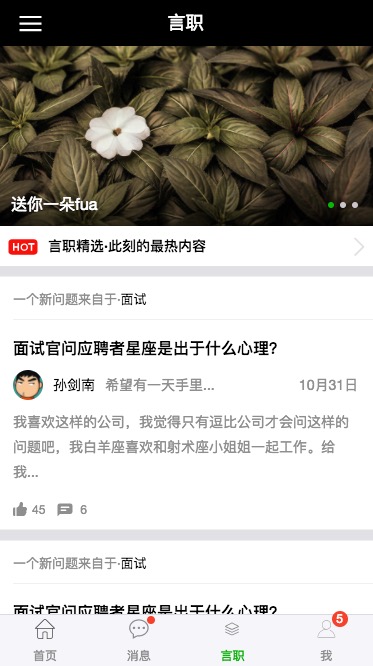 言职
送你一朵fua
HOT 言职精选·此刻的最热内容
一个新问题来自于·面试
面试官问应聘者星座是出于什么心理?
孙剑南 希望有一天手里... 10月31日
我喜欢这样的公司，我觉得只有逗比公司才会问这样的
问题吧，我白羊座喜欢和射术座小姐姐一起工作。给
我...
45 6
一个新问题来自于·面试
面试官问应聘者星座是出于什么心理?
5
首页 消息 言职 我